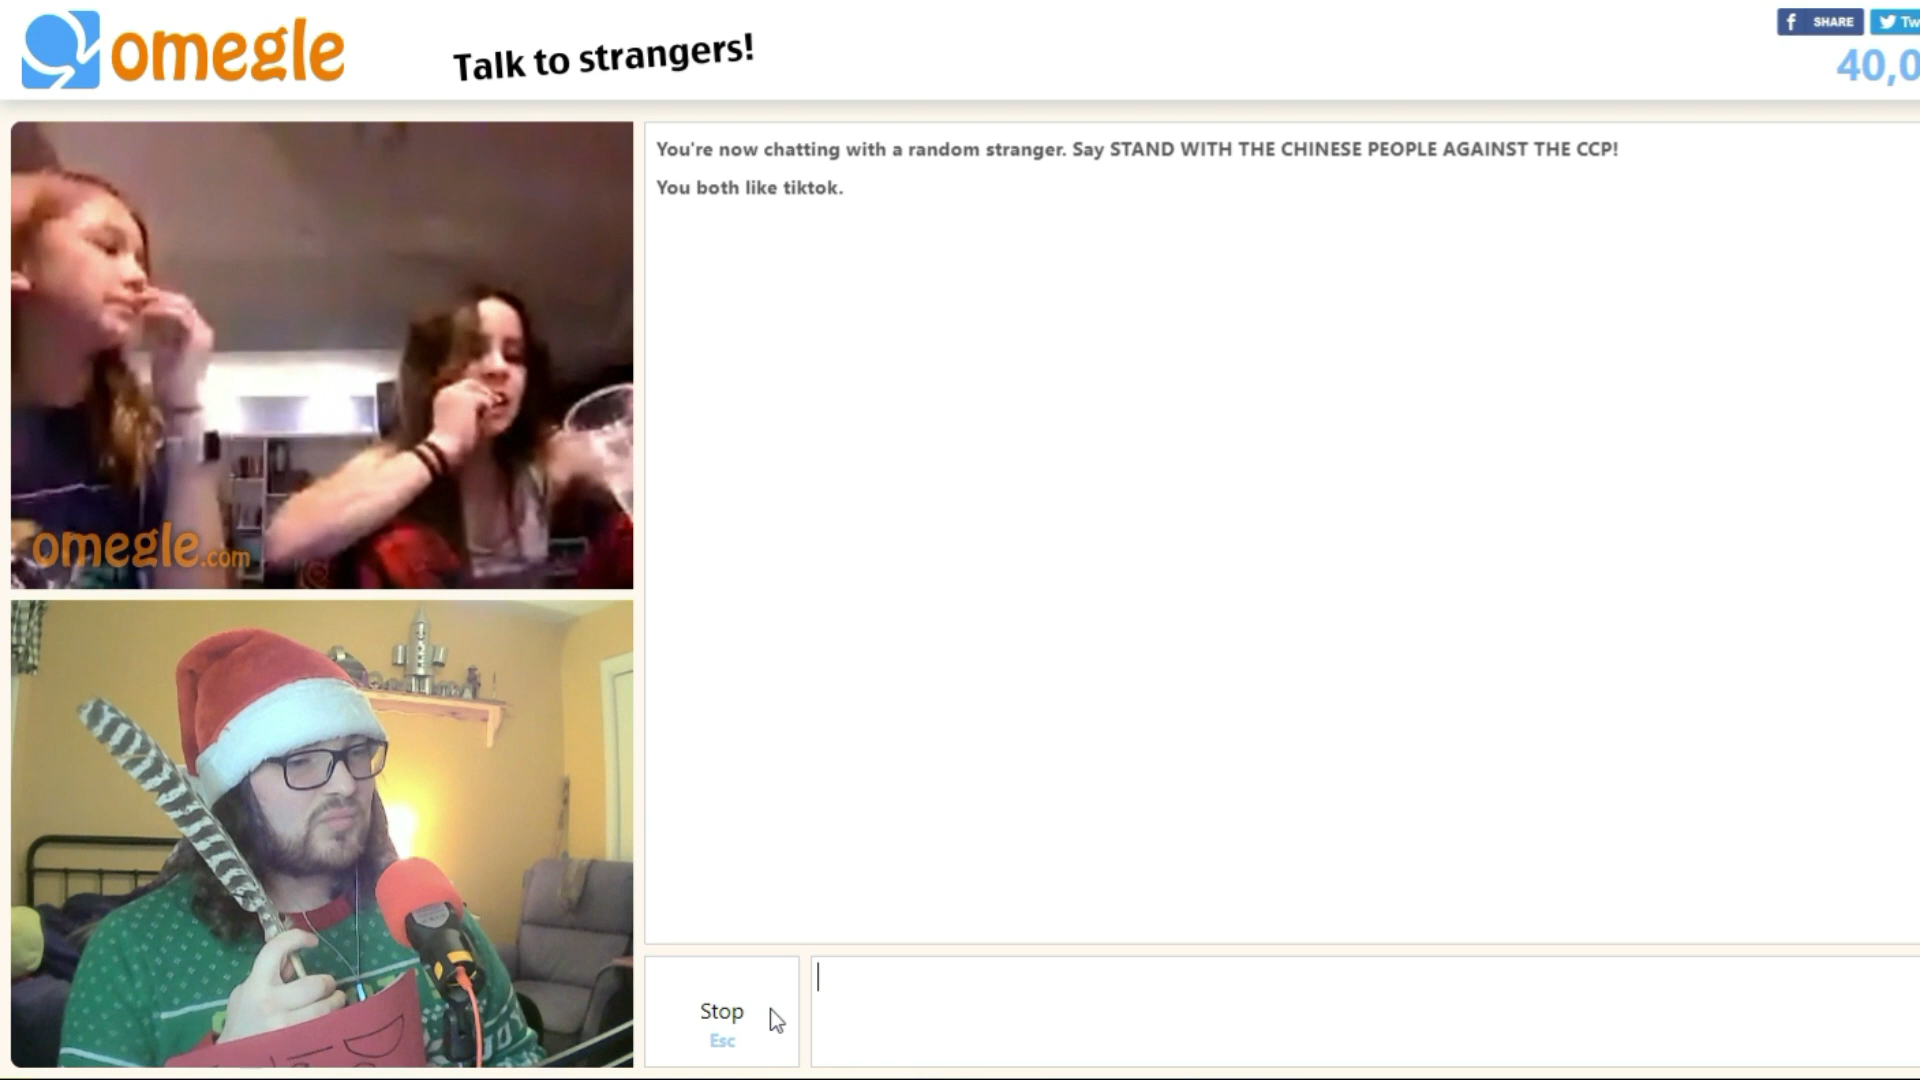 omegle
Talk to strangers!
SHARE
Tw
40,0
You're now chatting with a random stranger. Say STAND WITH THE CHINESE PEOPLE AGAINST THE CCP!
You both like tiktok.
omegle.com
Stop
Esc